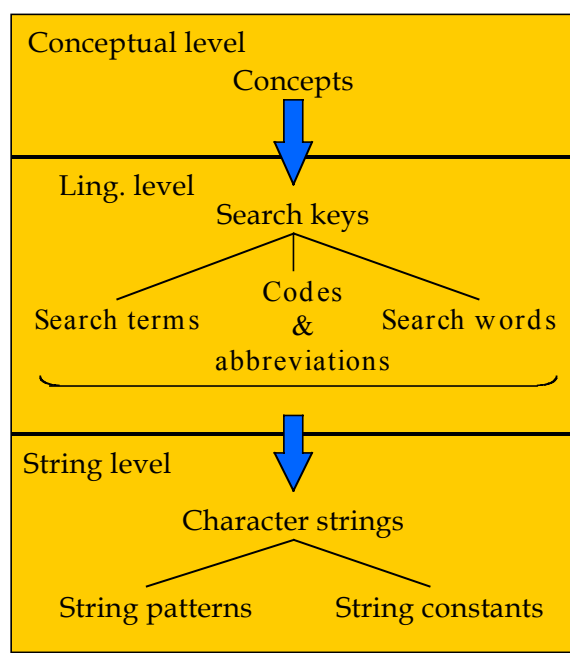 Conceptual level
Concepts
Ling. level
Search keys
Search terms
Codes
&
abbreviations
Search words
String level
Character strings
String patterns
String constants